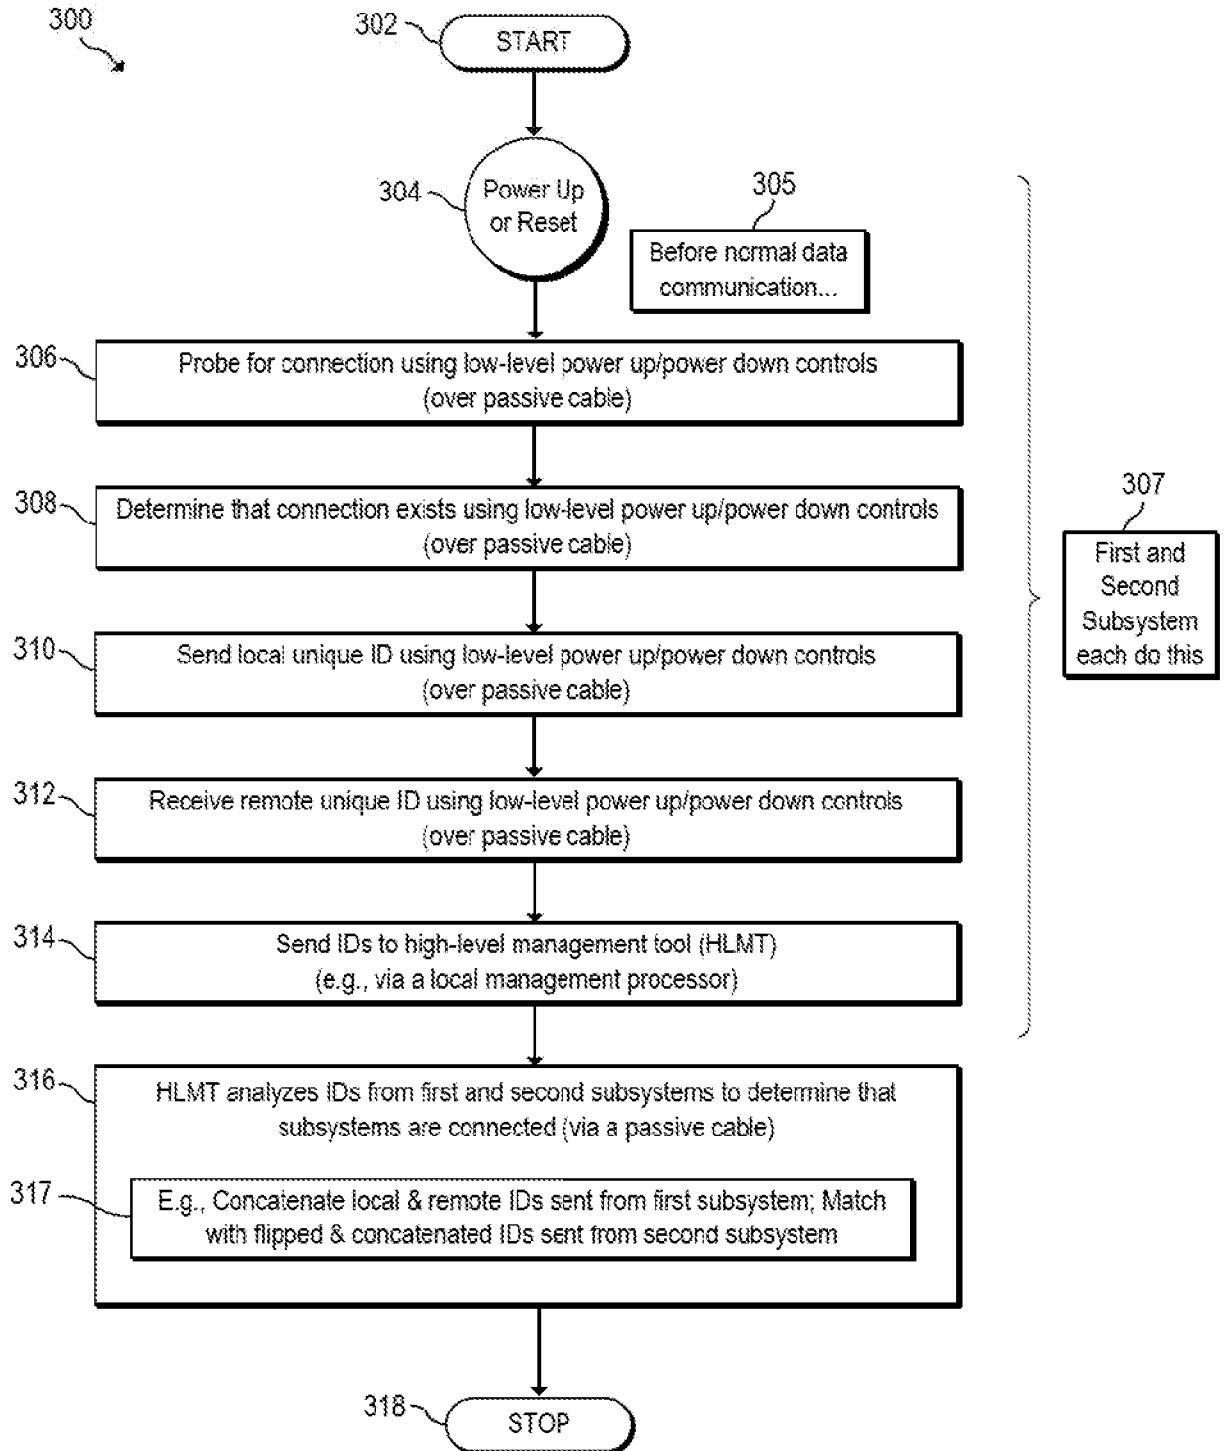 300
302
START
304
Power Up
or Reset
305
Before normal data
communication...
306
Probe for connection using low-level power up/power down controls
(over passive cable)
308
Determine that connection exists using low-level power up/power down controls
(over passive cable)
307
First and
Second
Subsystem
each do this
310
Send local unique ID using low-level power up/power down controls
(over passive cable)
312
Receive remote unique ID using low-level power up/power down controls
(over passive cable)
314
Send IDs to high-level management tool (HLMT)
(e.g., via a local management processor)
316
HLMT analyzes IDs from first and second subsystems to determine that
subsystems are connected (via a passive cable)
317
E.g., Concatenate local & remote IDs sent from first subsystem; Match
with flipped & concatenated IDs sent from second subsystem
318
STOP